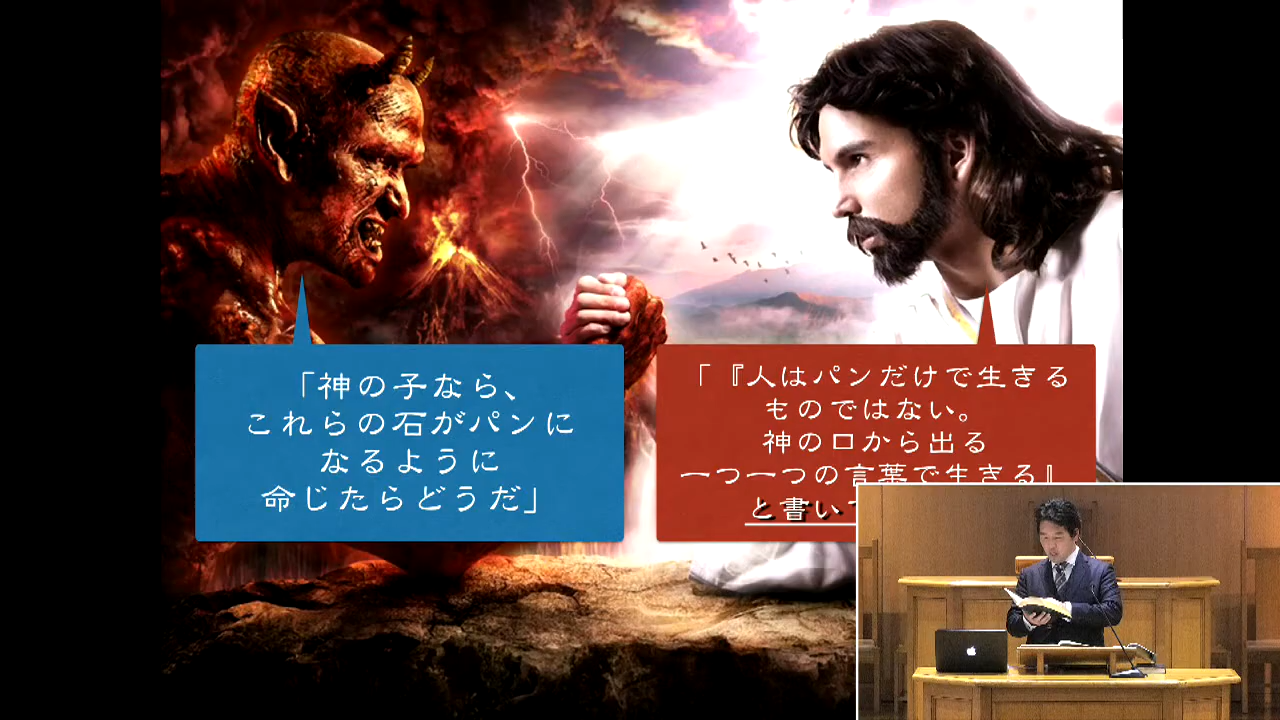 「神の子なら、
これらの石がパンに
なるように
命じたらどうだ」
「『人はパンだけで生きる
ものではない。
神の口から出る
一つ一つの言葉で生きる』
と書いて